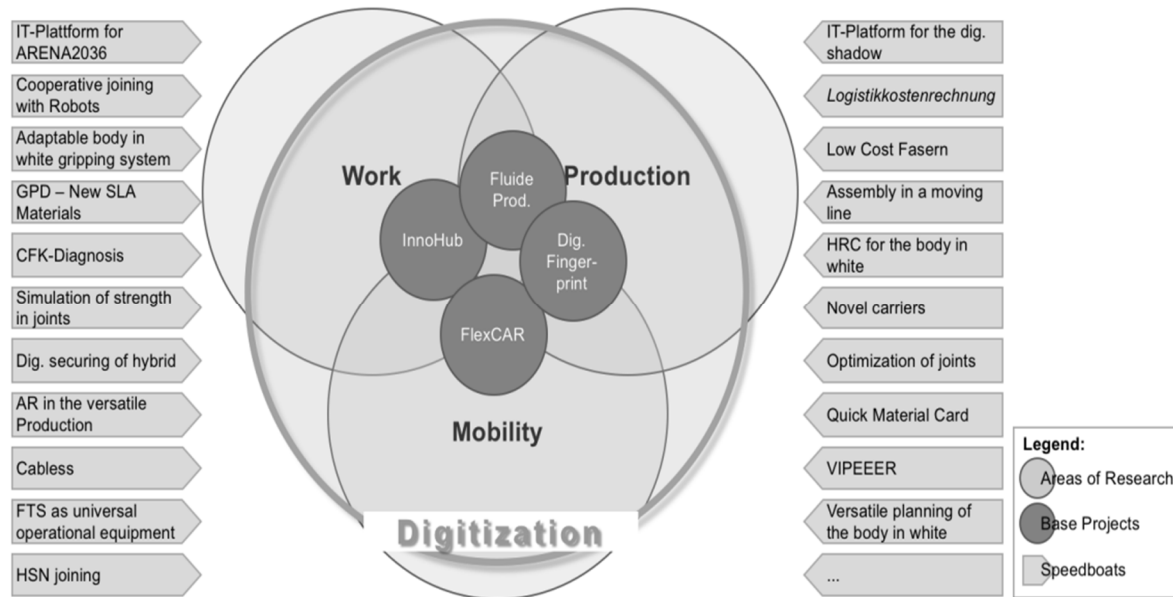 IT-Plattform for
ARENA2036
Cooperative joining
with Robots
Adaptable body in
white gripping system
GPD – New SLA
Materials
CFK-Diagnosis
Simulation of strength
in joints
Dig. securing of hybrid
AR in the versatile
Production
Cabless
FTS as universal
operational equipment
HSN joining
Work
Production
Fluide
Prod.
InnoHub
Dig.
Finger-
print
FlexCAR
Mobility
Digitization
IT-Platform for the dig.
shadow
Logistikkostenrechnung
Low Cost Fasern
Assembly in a moving
line
HRC for the body in
white
Novel carriers
Optimization of joints
Quick Material Card
VIPEEER
Versatile planning of
the body in white
...
Legend:
Areas of Research
Base Projects
Speedboats